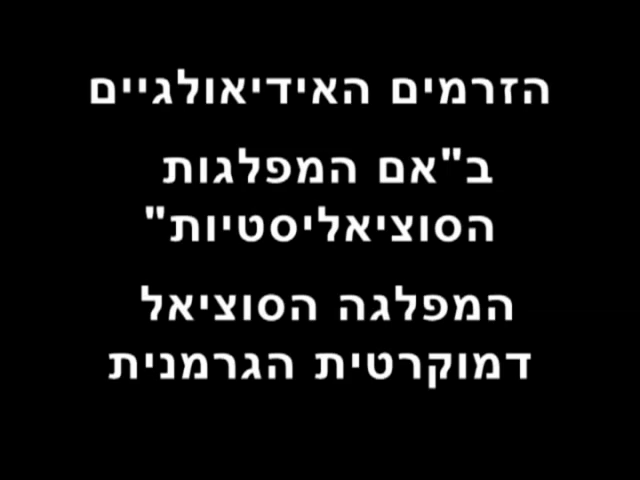 הזרמים האידיאולגיים
ב"אם המפלגות
הסוציאליסטיות"
המפלגה הסוציאל
דמוקרטית הגרמנית